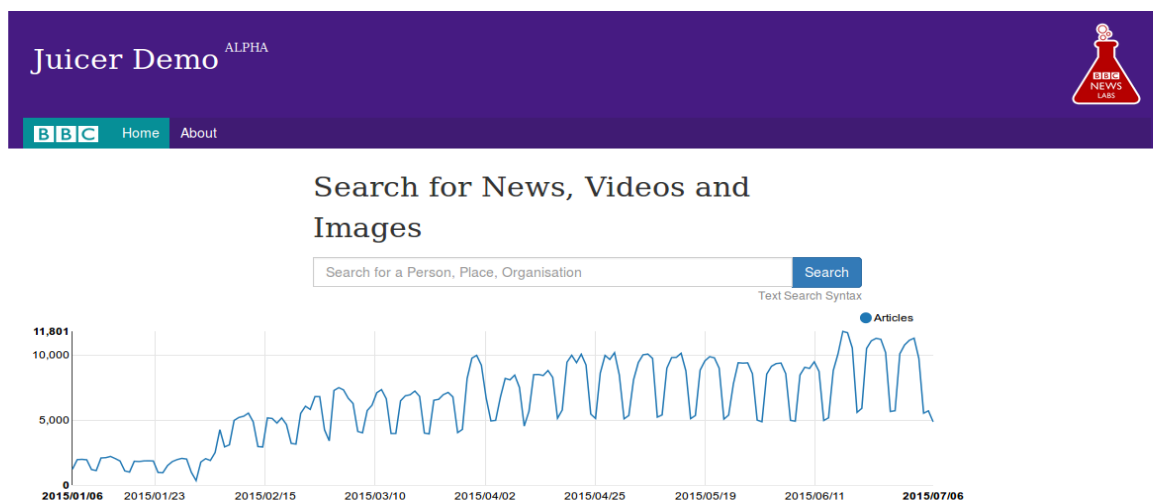 Juicer Demo ALPHA
BBC
NEWS
LABS
BBC Home About
Search for News, Videos and
Images
Search for a Person, Place, Organisation Search
Text Search Syntax
Articles
11,801
10,000
5,000
0
2015/01/06 2015/01/23 2015/02/15 2015/03/10 2015/04/02 2015/04/25 2015/05/19 2015/06/11 2015/07/06